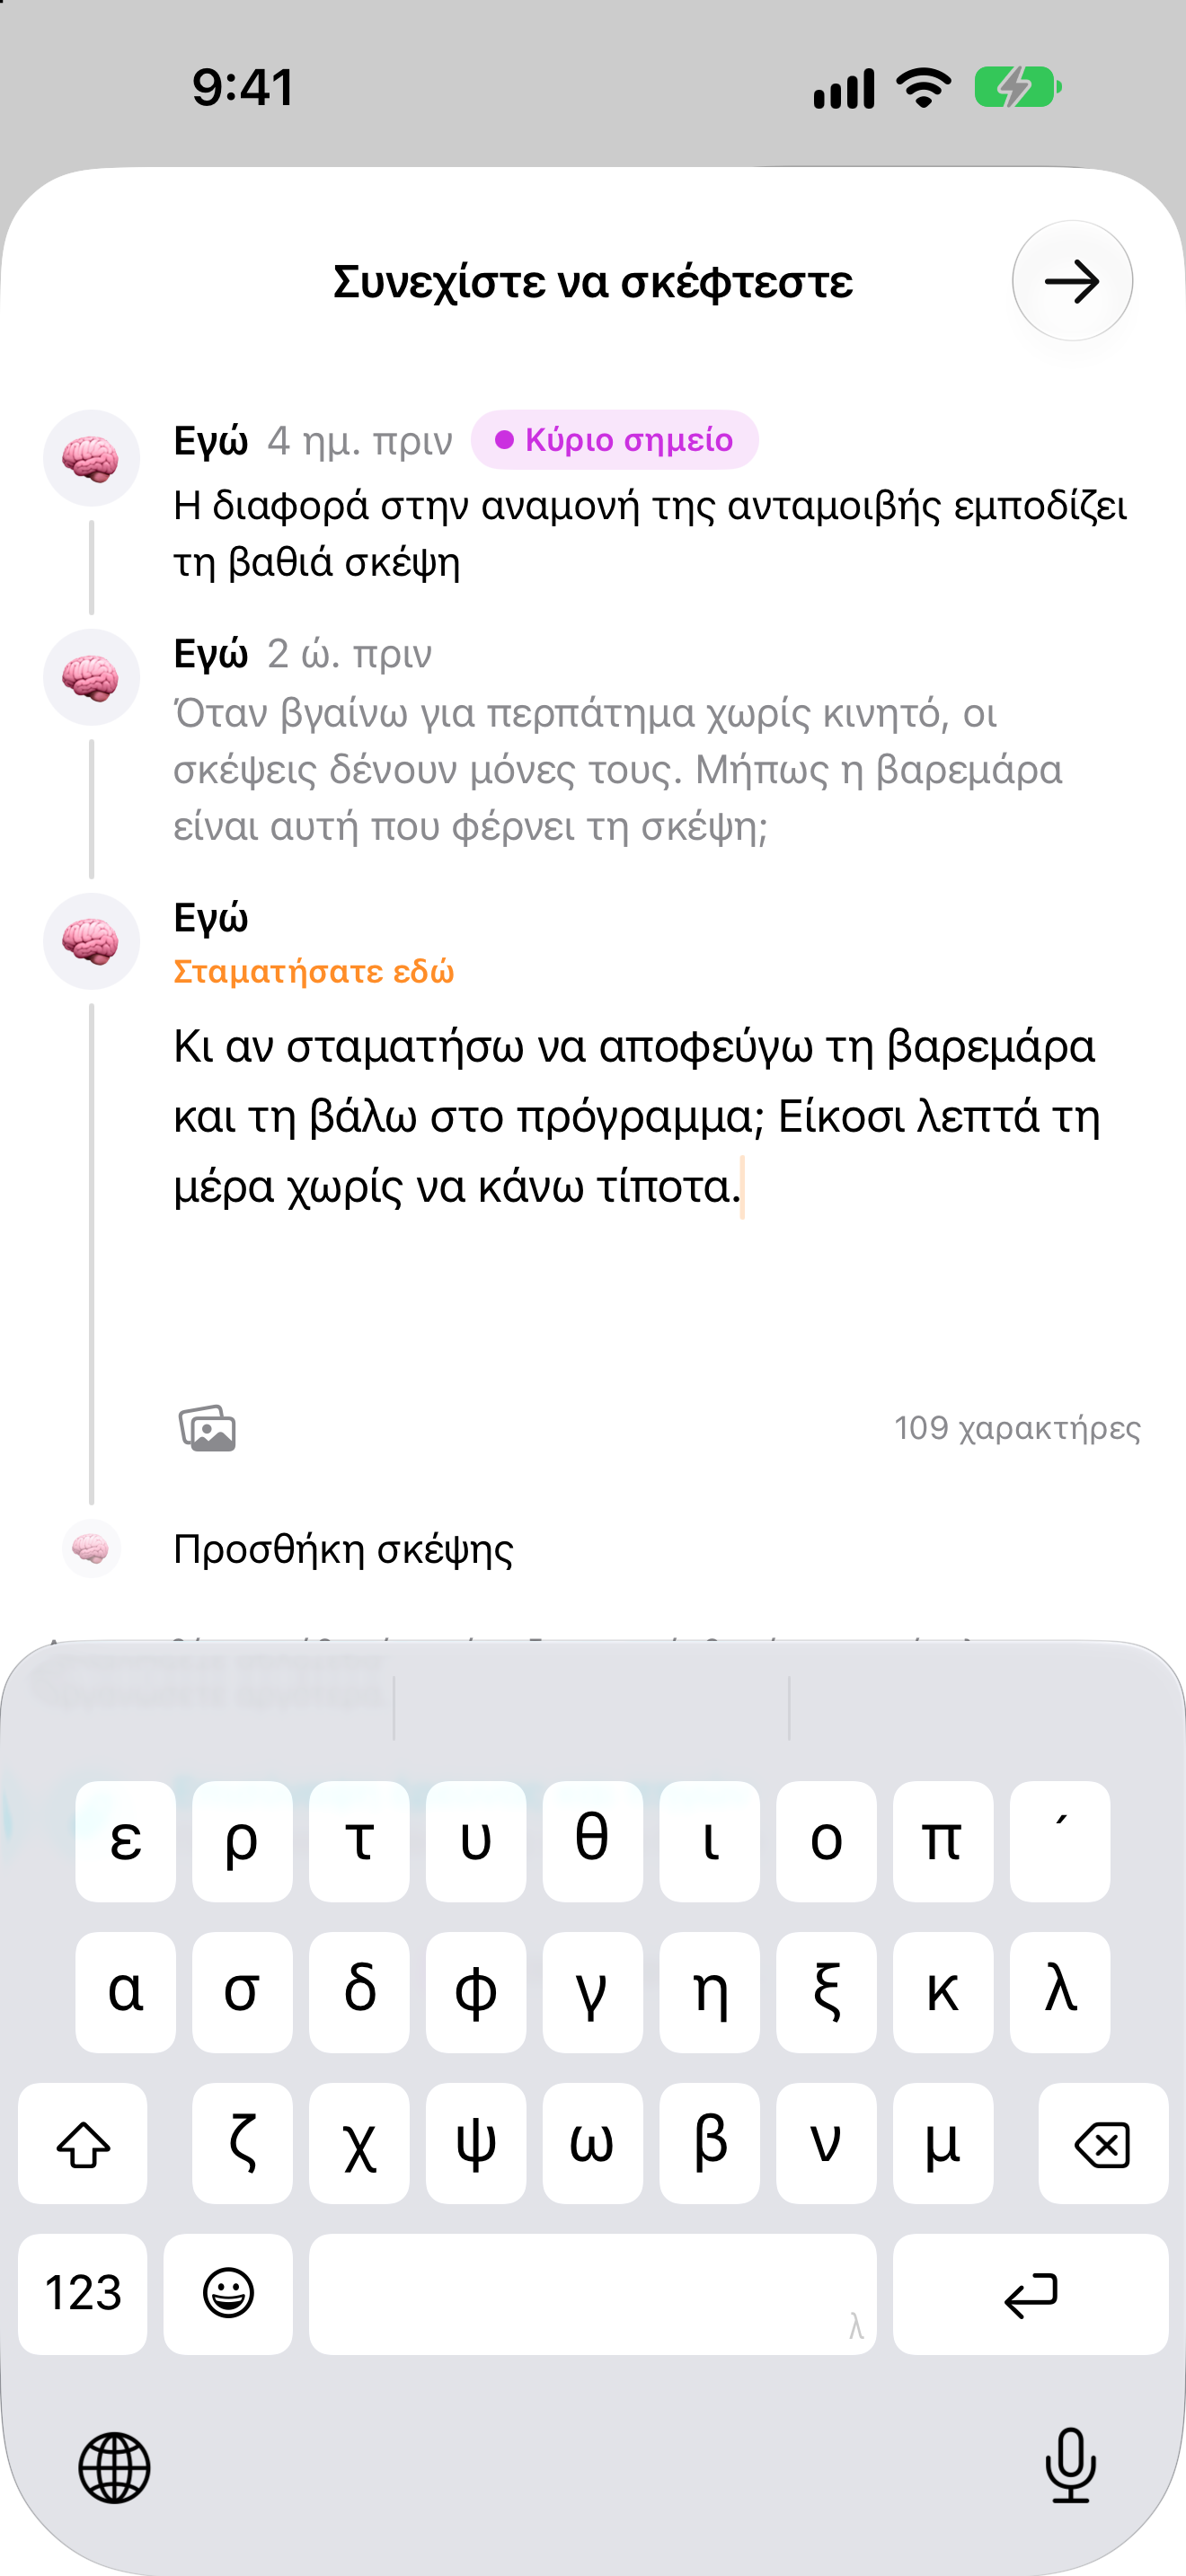 9:41
Συνεχίστε να σκέφτεστε
Εγώ 4 ημ. πριν Κύριο σημείο
Η διαφορά στην αναμονή της ανταμοιβής εμποδίζει
τη βαθιά σκέψη
Εγώ 2 ώ. πριν
Όταν βγαίνω για περπάτημα χωρίς κινητό, οι
σκέψεις δένουν μόνες τους. Μήπως η βαρεμάρα
είναι αυτή που φέρνει τη σκέψη;
Εγώ
Σταματήσατε εδώ
Κι αν σταματήσω να αποφεύγω τη βαρεμάρα
και τη βάλω στο πρόγραμμα; Είκοσι λεπτά τη
μέρα χωρίς να κάνω τίποτα.
109 χαρακτήρες
Προσθήκη σκέψης
ε ρ τ υ θ ι ο π ´
α σ δ φ γ η ξ κ λ
ζ χ ψ ω β ν μ
123
λ